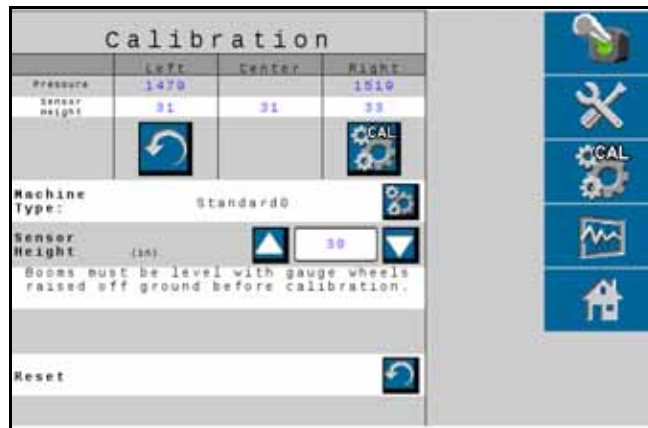 Calibration
Left Center Right
Pressure 1479 1519
Sensor Height 31 31 33
CAL
Machine Type: Standard0
Sensor Height (in) 30
Booms must be level with gauge wheels
raised off ground before calibration.
Reset
CAL